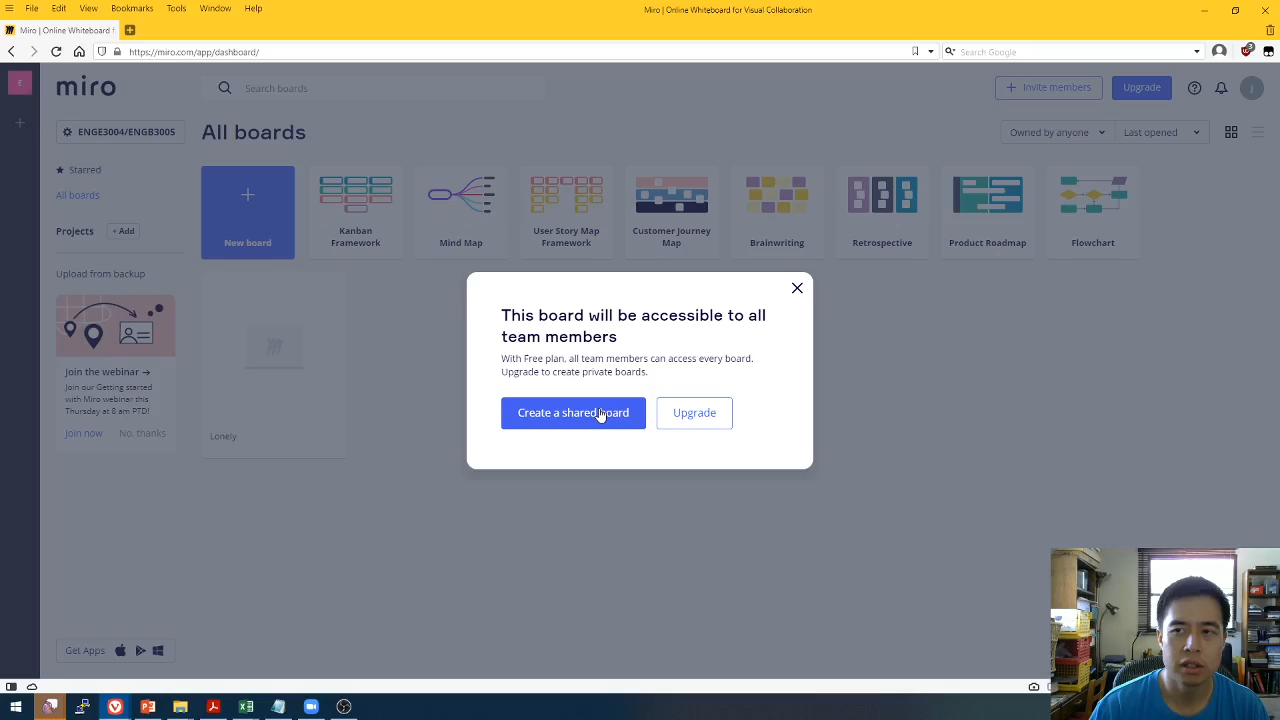 File Edit View Bookmarks Tools Window Help
Miro | Online Whiteboard for Visual Collaboration
Miro | Online Whiteboard f
https://miro.com/app/dashboard/
Search Google
3
E
miro
Search boards
Invite members
Upgrade
j
ENGE3004/ENGB3005
All boards
Owned by anyone
Last opened
Starred
All boards
Projects
+ Add
Upload from backup
New board
Kanban
Framework
Mind Map
User Story Map
Framework
Customer Journey
Map
Brainwriting
Retrospective
Product Roadmap
Flowchart
Join the webinar →
Join our Getting started
with Miro webinar this
Thursday at 8 am PTD!
Join now No, thanks
Lonely
This board will be accessible to all
team members
With Free plan, all team members can access every board.
Upgrade to create private boards.
Create a shared board
Upgrade
Get Apps